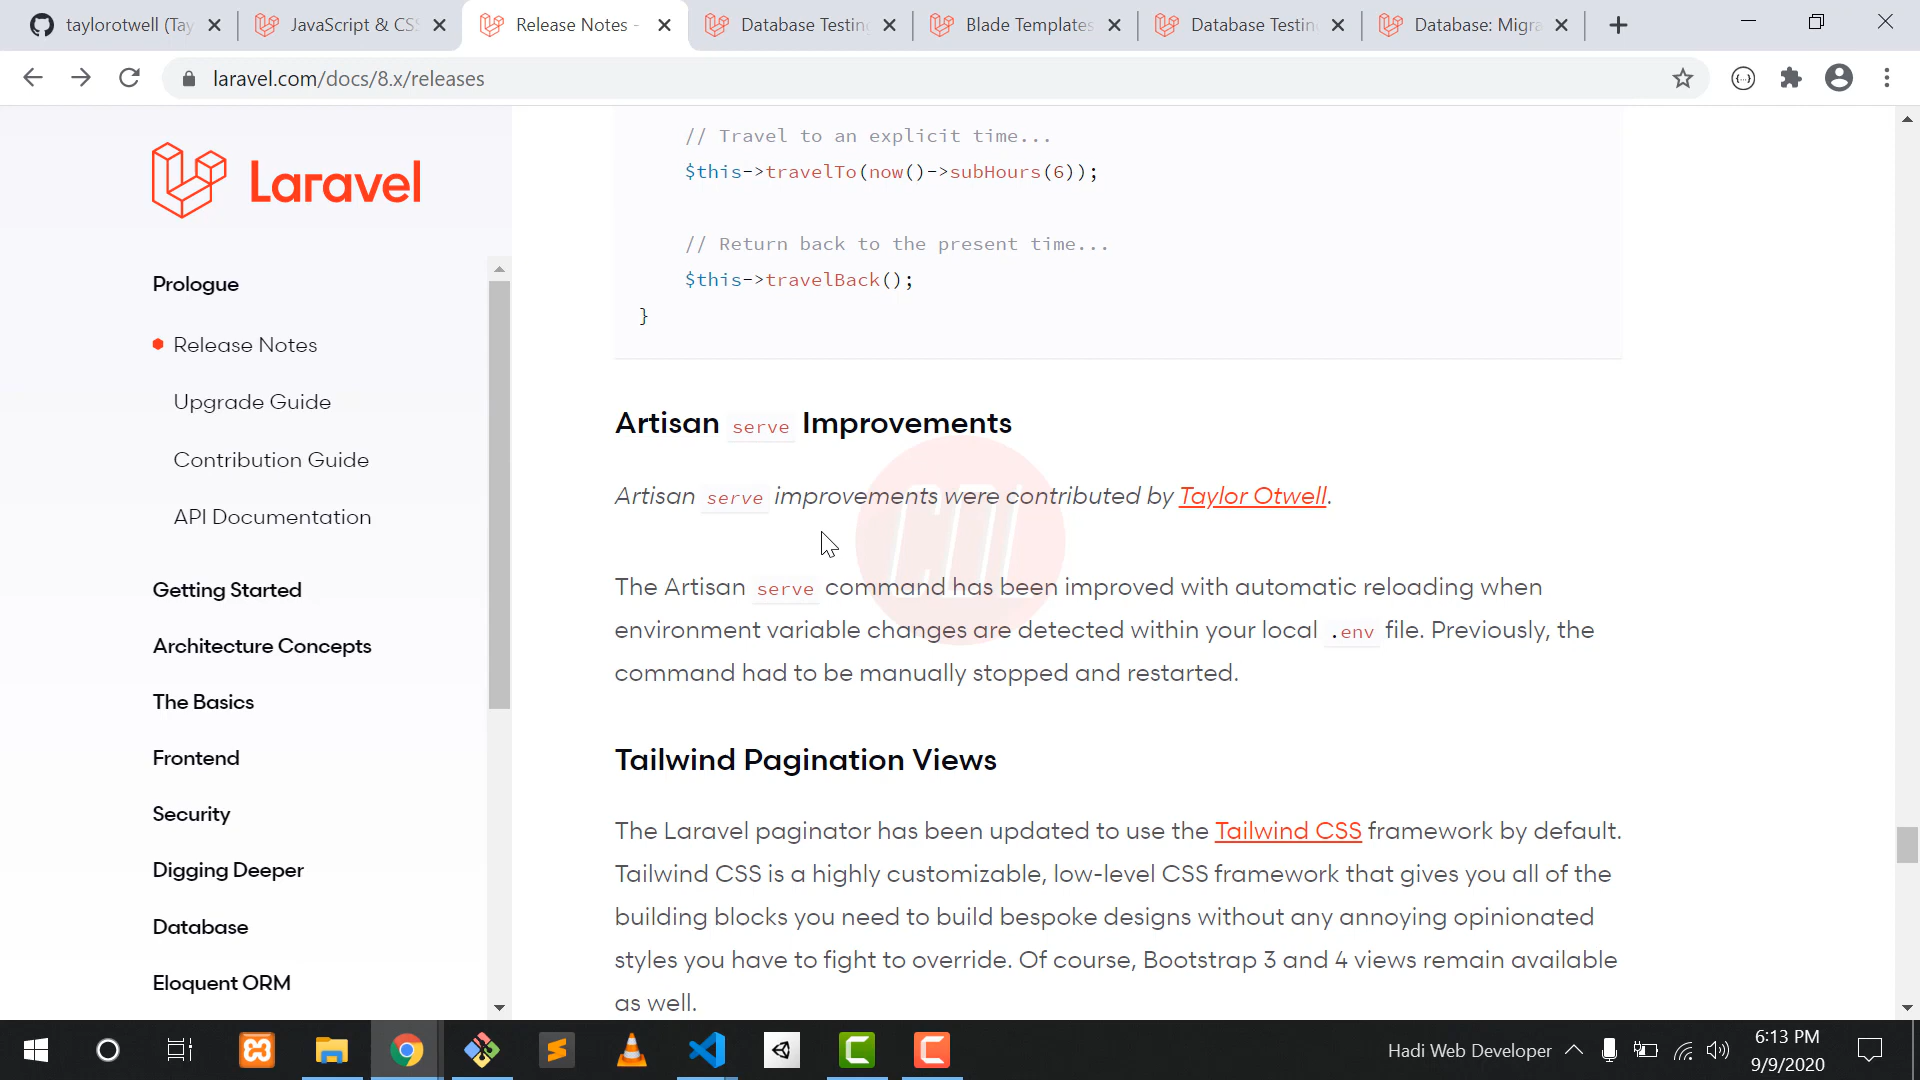 taylorotwell (Tay
JavaScript & CSS
Release Notes -
Database Testing
Blade Templates
Database Testin
Database: Migra
laravel.com/docs/8.x/releases
Laravel
Prologue
Release Notes
Upgrade Guide
Contribution Guide
API Documentation
Getting Started
Architecture Concepts
The Basics
Frontend
Security
Digging Deeper
Database
Eloquent ORM
// Travel to an explicit time...
$this->travelTo(now()->subHours(6));
// Return back to the present time...
$this->travelBack();
}
Artisan serve Improvements
Artisan serve improvements were contributed by Taylor Otwell.
The Artisan serve command has been improved with automatic reloading when
environment variable changes are detected within your local .env file. Previously, the
command had to be manually stopped and restarted.
Tailwind Pagination Views
The Laravel paginator has been updated to use the Tailwind CSS framework by default.
Tailwind CSS is a highly customizable, low-level CSS framework that gives you all of the
building blocks you need to build bespoke designs without any annoying opinionated
styles you have to fight to override. Of course, Bootstrap 3 and 4 views remain available
as well.
Hadi Web Developer
6:13 PM
9/9/2020